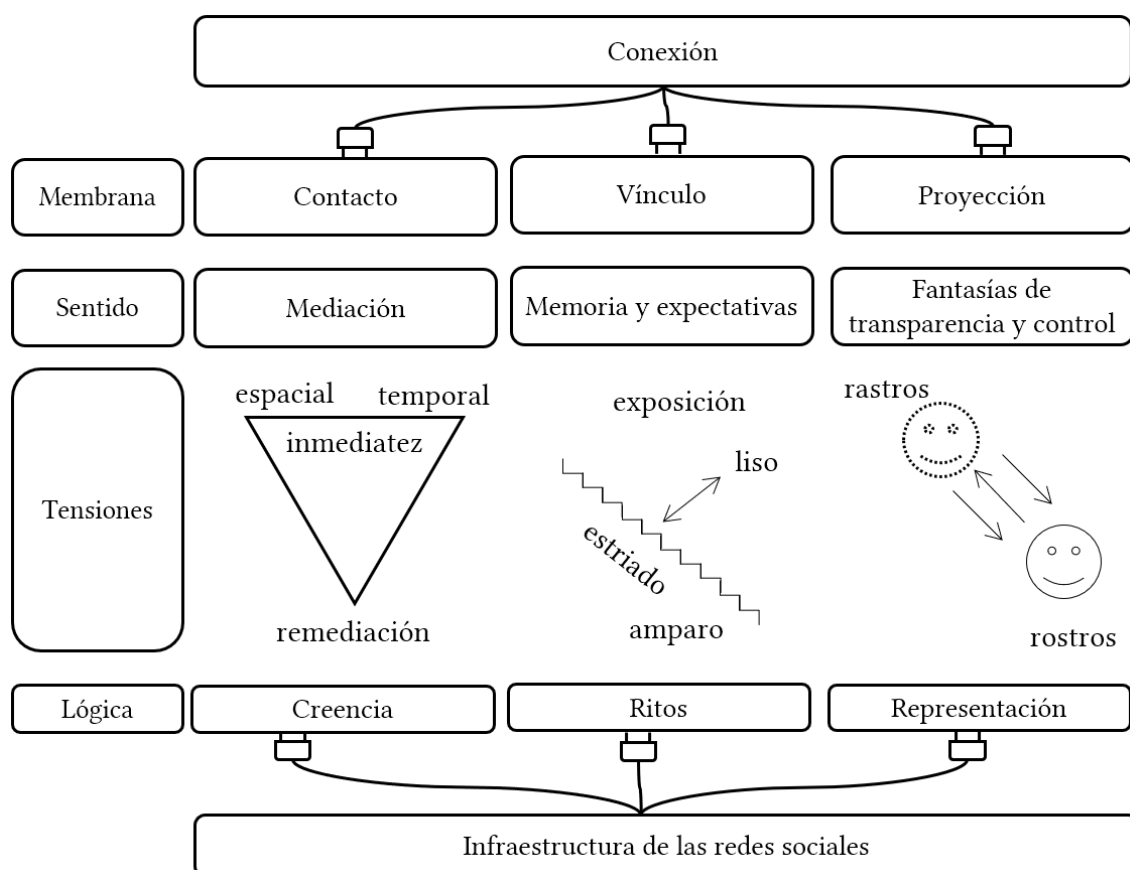 Conexión
Membrana
Contacto
Vínculo
Proyección
Sentido
Mediación
Memoria y expectativas
Fantasías de
transparencia y control
Tensiones
espacial
temporal
inmediatez
remediación
exposición
liso
estriado
amparo
rastros
rostros
Lógica
Creencia
Ritos
Representación
Infraestructura de las redes sociales